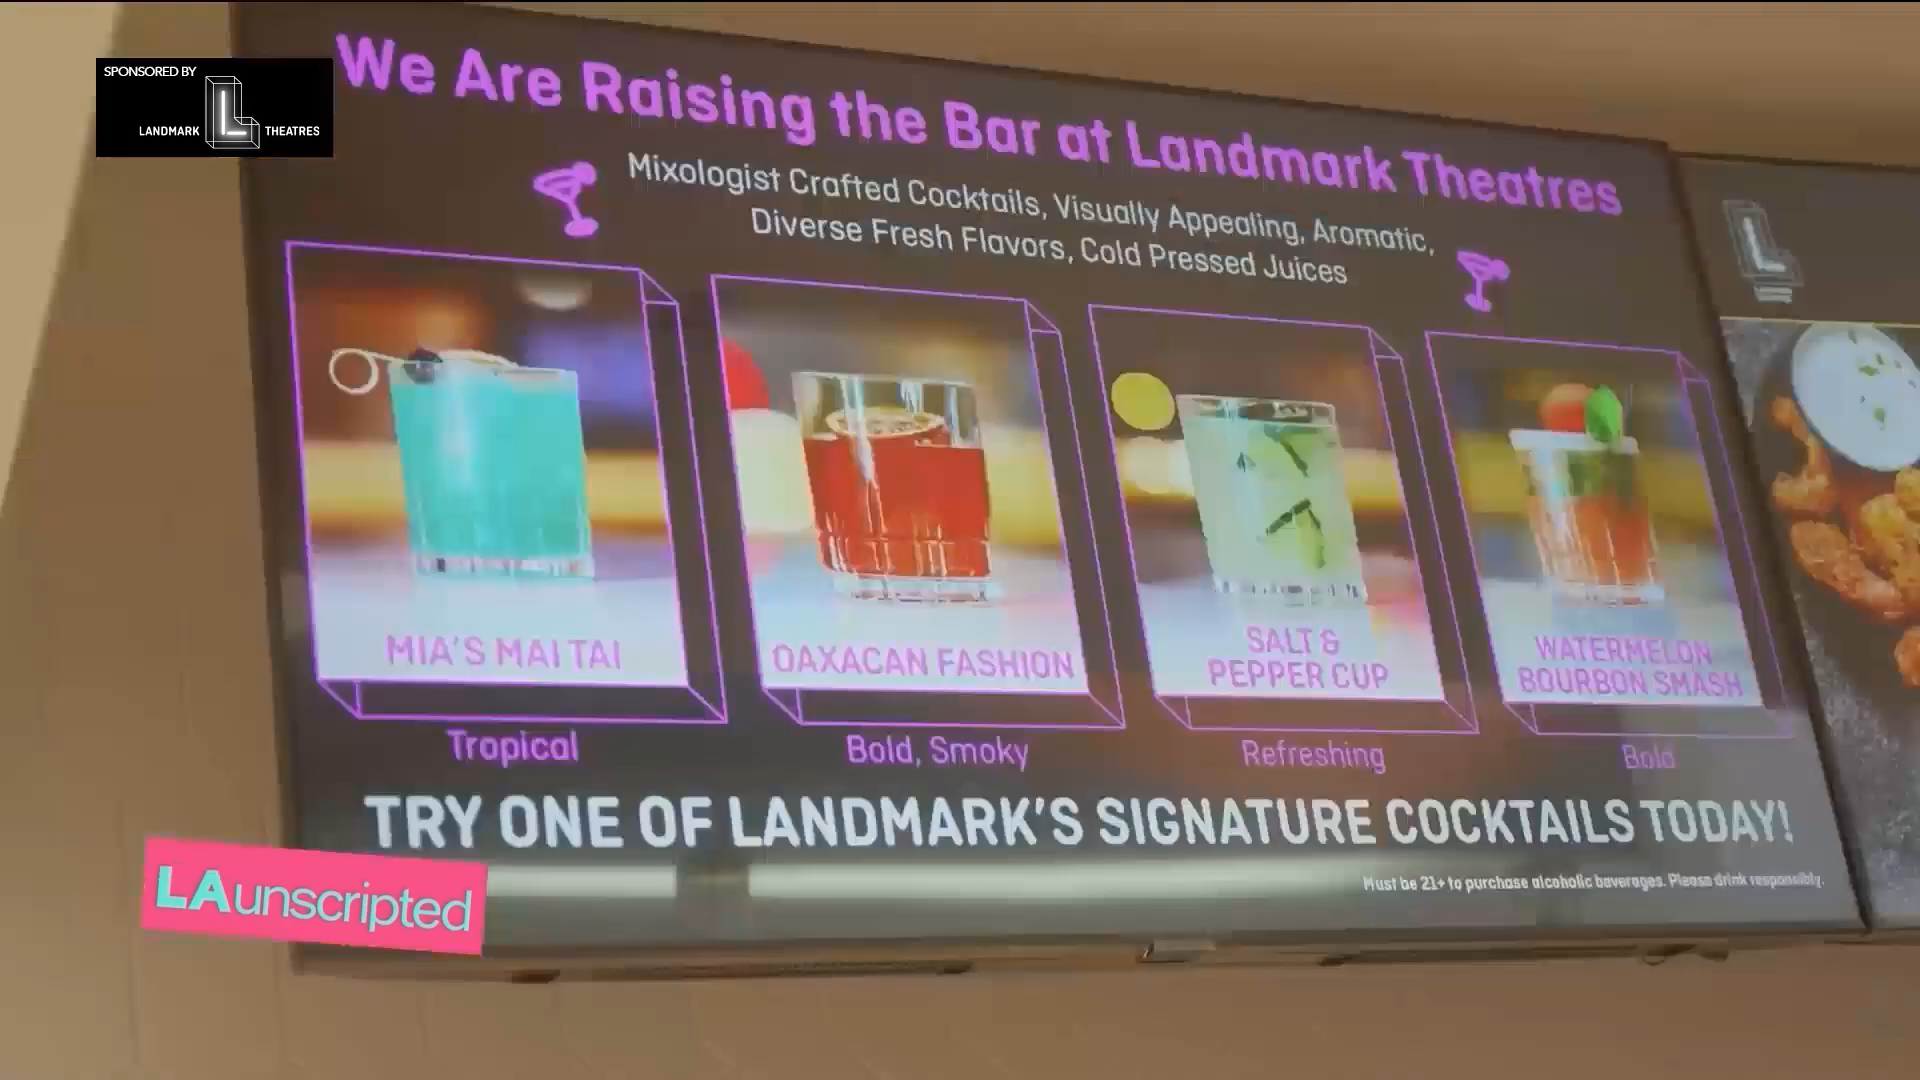 SPONSORED BY
LANDMARK THEATRES
We Are Raising the Bar at Landmark Theatres
Mixologist Crafted Cocktails, Visually Appealing, Aromatic,
Diverse Fresh Flavors, Cold Pressed Juices
MIA'S MAI TAI
OAXACAN FASHION
SALT &
PEPPER CUP
WATERMELON
BOURBON SMASH
Tropical
Bold, Smoky
Refreshing
Bold
TRY ONE OF LANDMARK'S SIGNATURE COCKTAILS TODAY!
Must be 21+ to purchase alcoholic beverages. Please drink responsibly.
LAunscripted